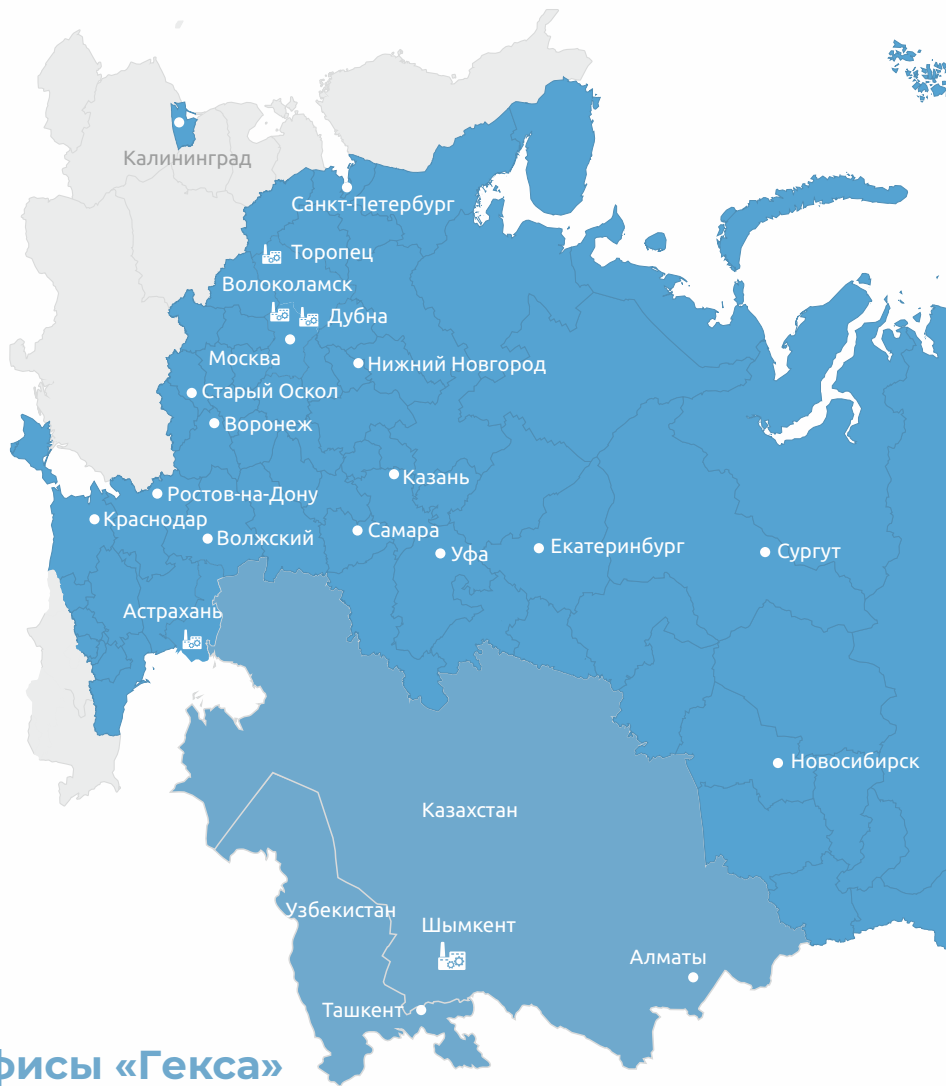 Калининград
Санкт-Петербург
Торопец
Волоколамск
Дубна
Москва
Нижний Новгород
Старый Оскол
Воронеж
Казань
Ростов-на-Дону
Краснодар
Волжский
Самара
Уфа
Екатеринбург
Сургут
Астрахань
Новосибирск
Казахстан
Узбекистан
Шымкент
Алматы
Ташкент
«Гекса»